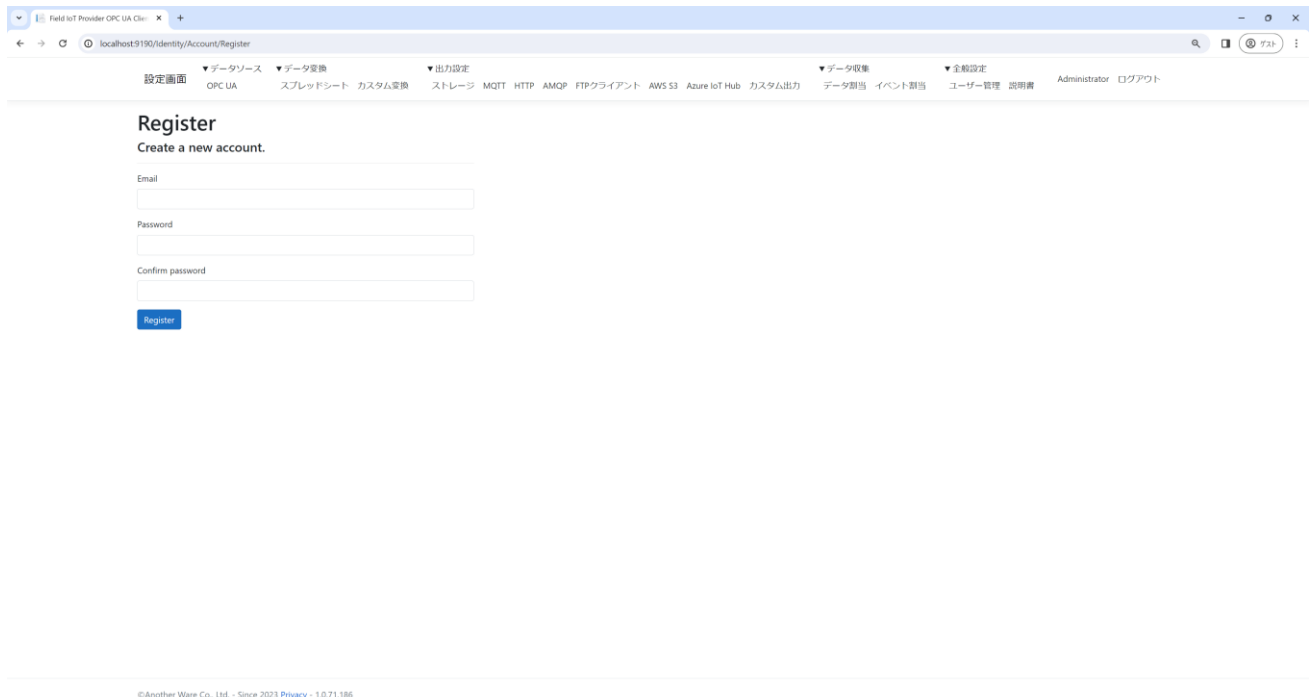 Field IoT Provider OPC UA Clie
localhost:9190/Identity/Account/Register
ゲスト
設定画面
▼データソース ▼データ変換 ▼出力設定 ▼データ収集 ▼全般設定
OPC UA スプレッドシート カスタム変換 ストレージ MQTT HTTP AMQP FTPクライアント AWS S3 Azure IoT Hub カスタム出力 データ割当 イベント割当 ユーザー管理 説明書 Administrator ログアウト
Register
Create a new account.
Email
Password
Confirm password
Register
©Another Ware Co., Ltd. - Since 2023 Privacy - 1.0.71.186